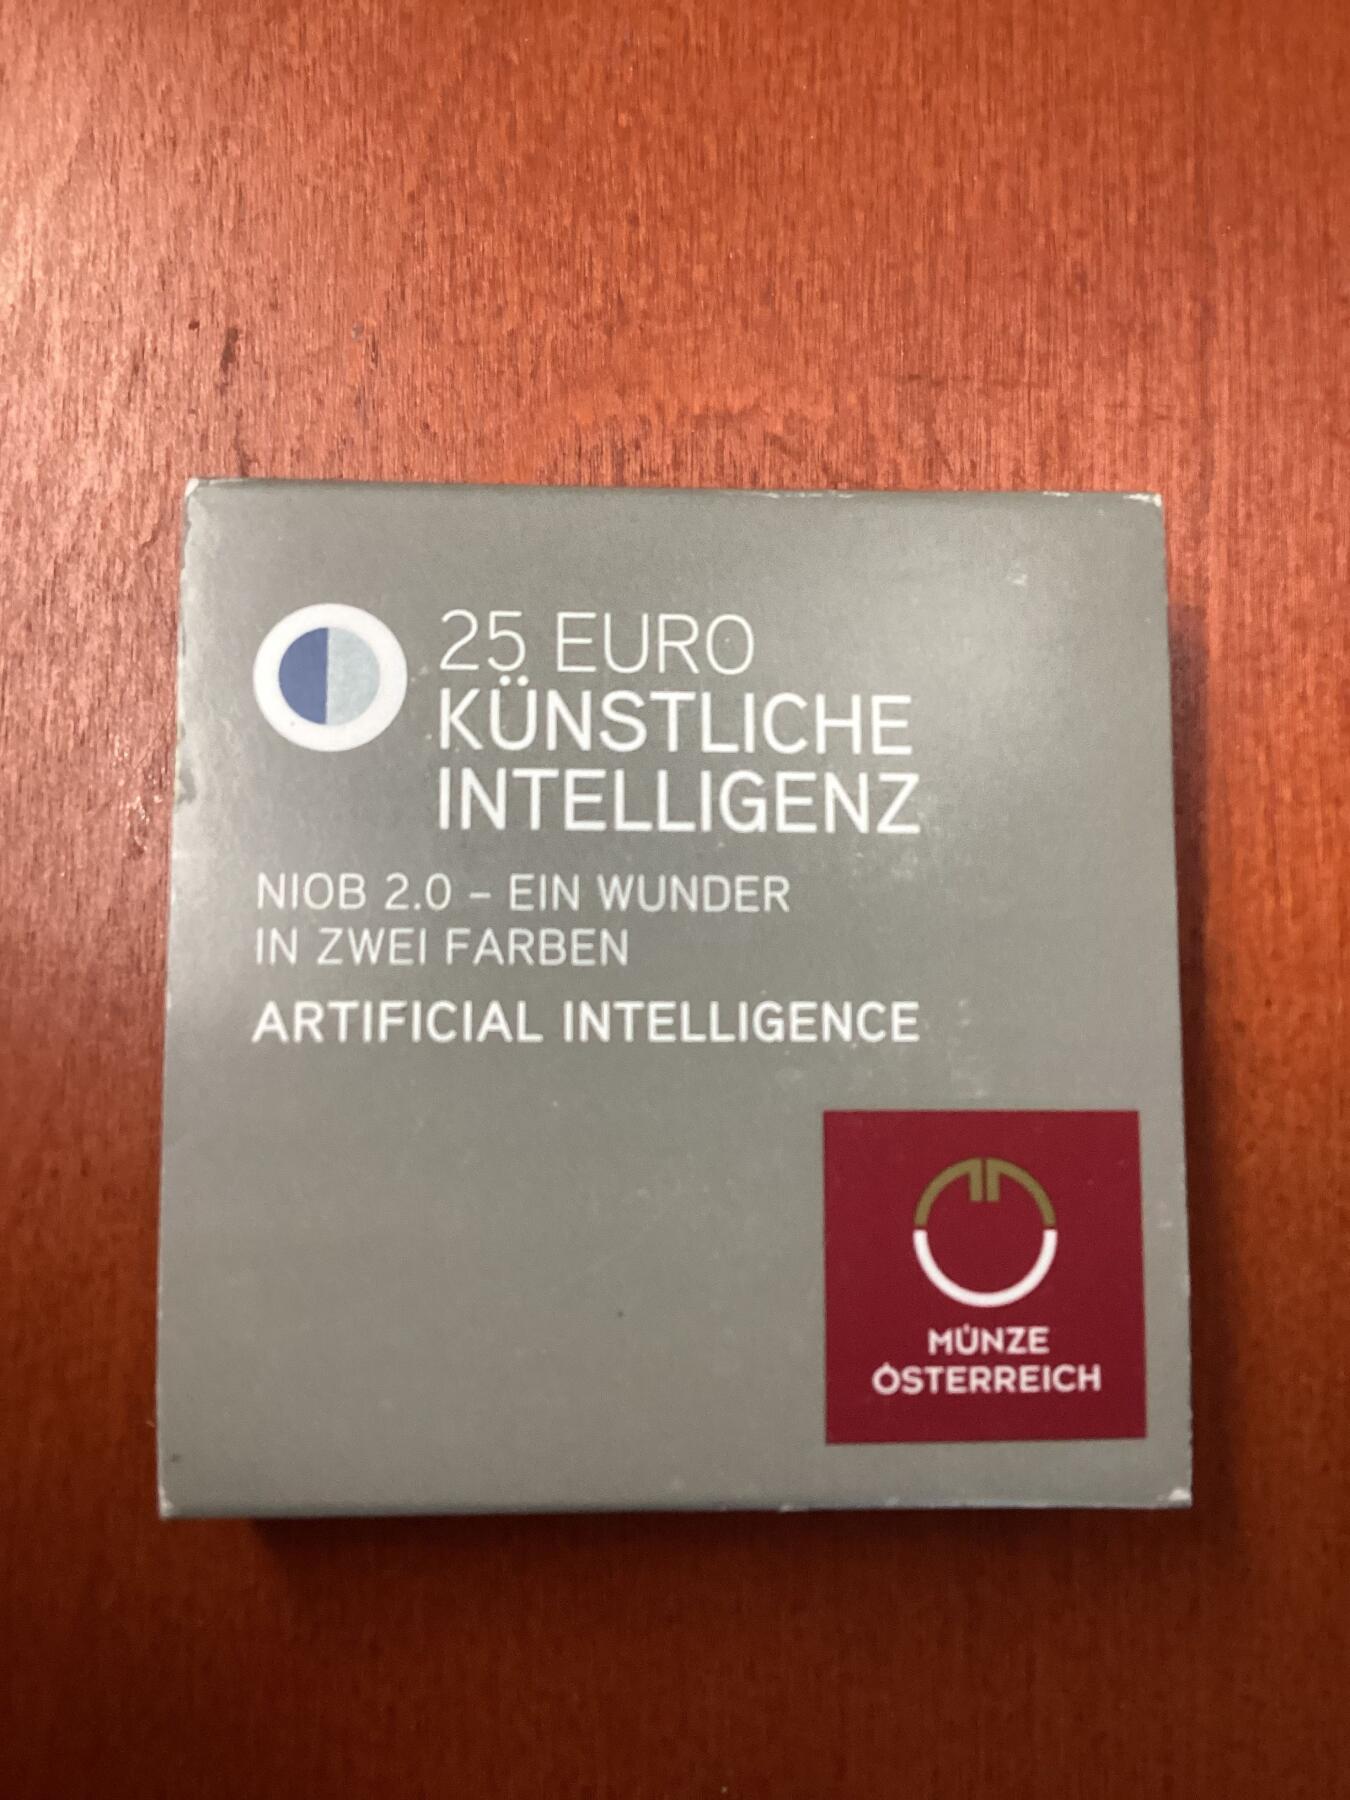 25 EURO
KÜNSTLICHE
INTELLIGENZ
NIOB 2.0 – EIN WUNDER
IN ZWEI FARBEN
ARTIFICIAL INTELLIGENCE
MÜNZE
ÖSTERREICH